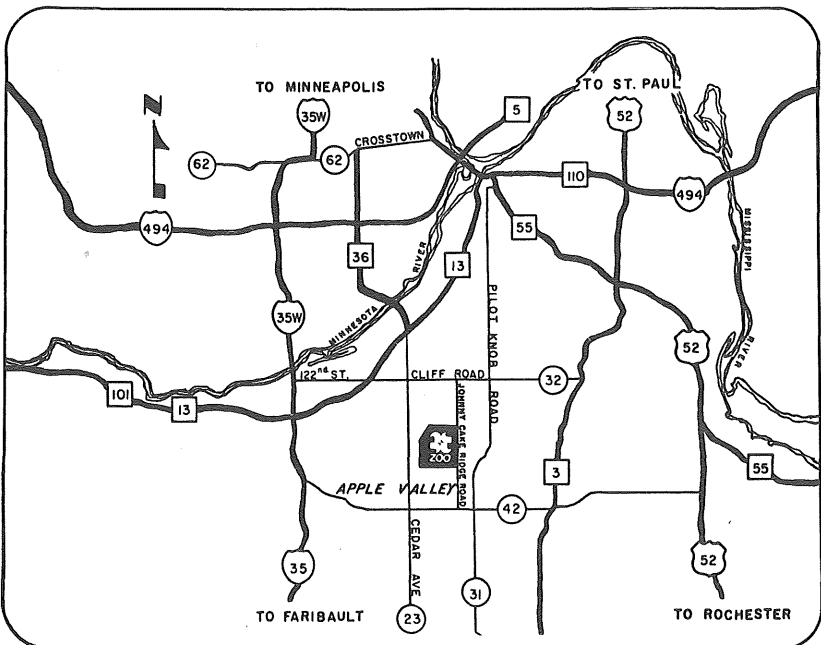 TO MINNEAPOLIS
TO ST. PAUL
35W
52
5
N
CROSSTOWN
62
62
110
494
494
55
36
13
RIVER
MINNESOTA
MISSISSIPPI
RIVER
PILOT KNOB ROAD
35W
52
122nd ST.
CLIFF ROAD
32
101
13
JOHNNY CAKE RIDGE ROAD
ZOO
3
55
APPLE VALLEY
42
CEDAR AVE
35
52
31
TO FARIBAULT
23
TO ROCHESTER